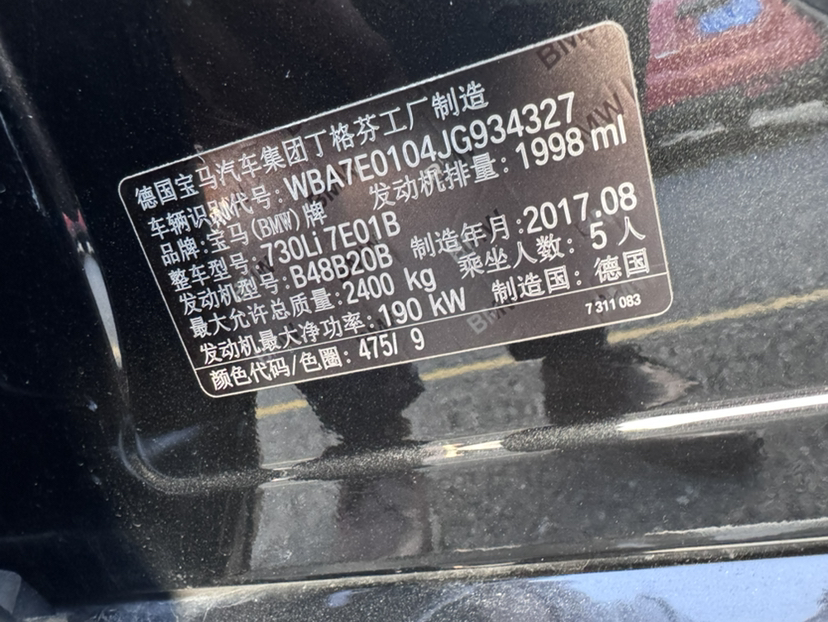 德国宝马汽车集团丁格芬工厂制造
车辆识别代号: WBA7E0104JG934327
品牌: 宝马(BMW)牌 发动机排量: 1998 ml
整车型号: 730Li 7E01B
发动机型号: B48B20B 制造年月: 2017.08
最大允许总质量: 2400 kg 乘坐人数: 5 人
发动机最大净功率: 190 kW 制造国: 德国
颜色代码/色圈: 475/ 9 7 311 083